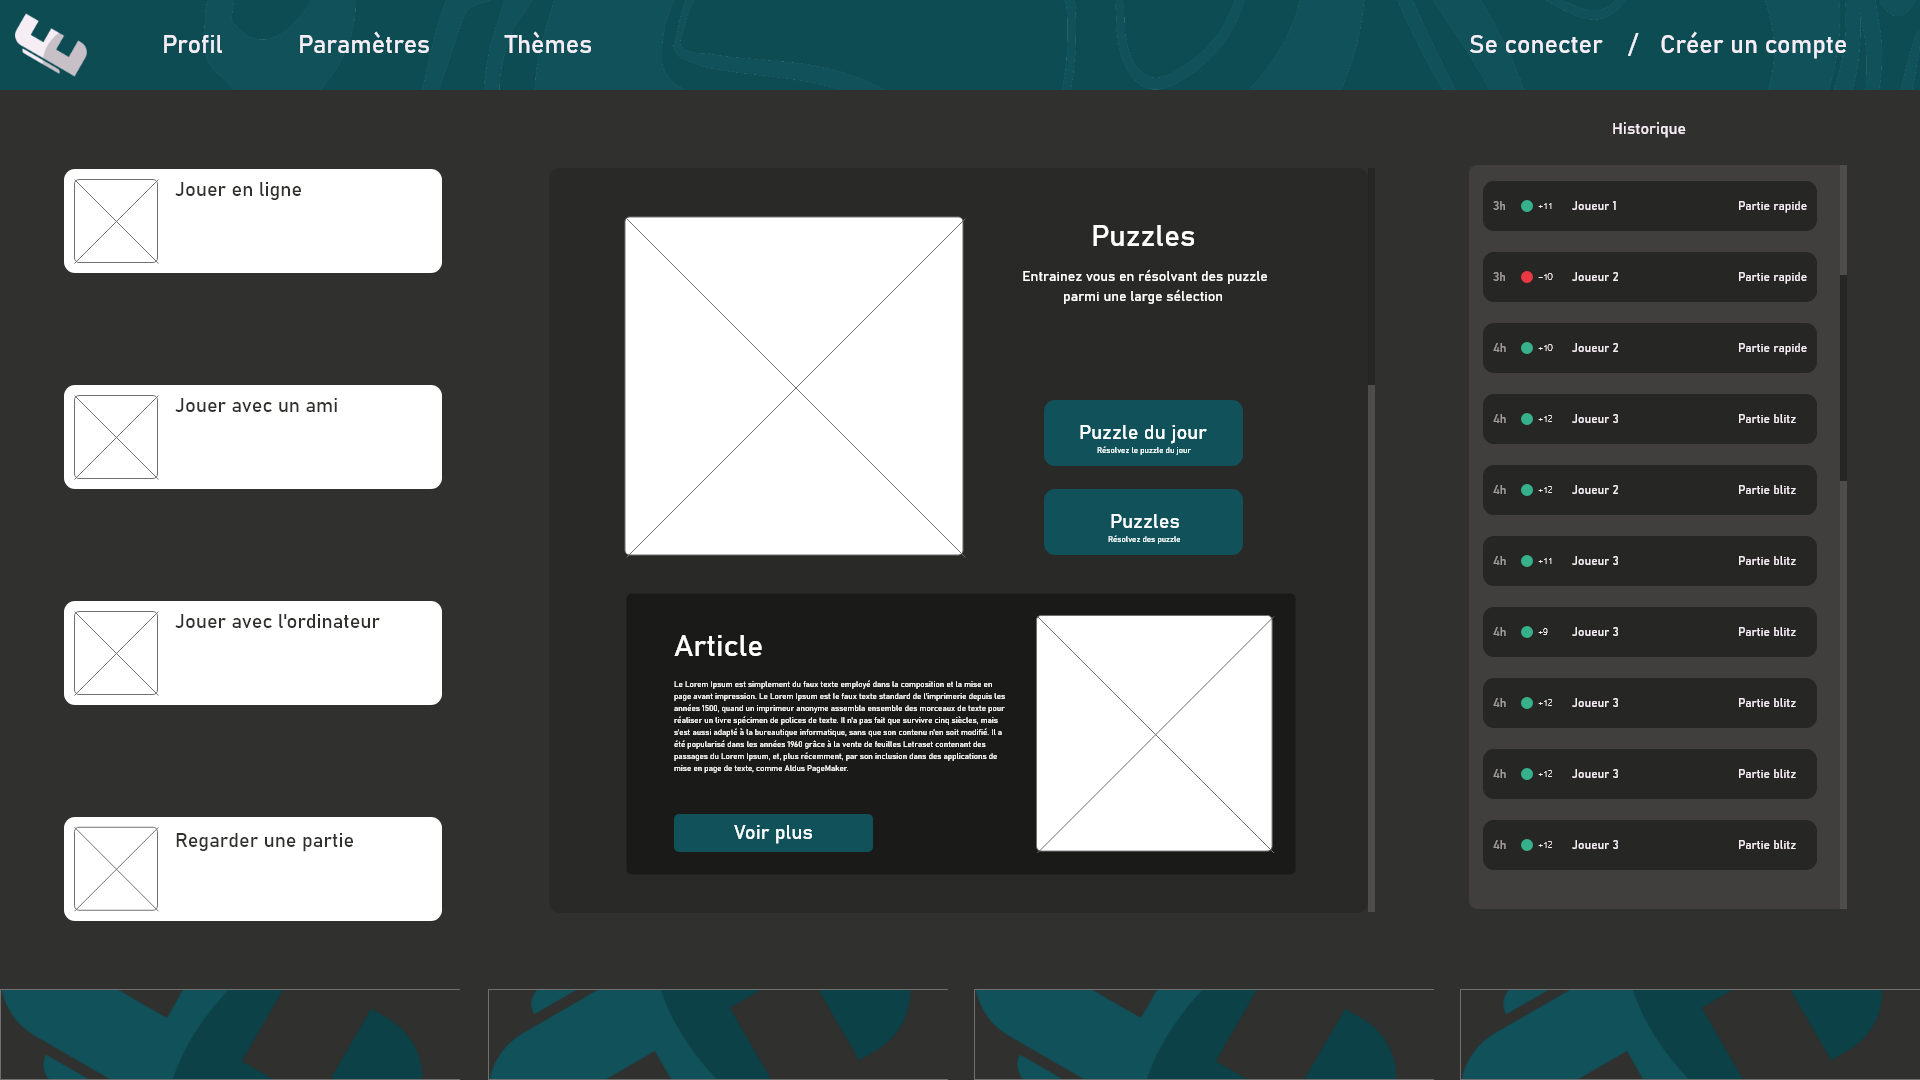 Profil
Paramètres
Thèmes
Se conecter / Créer un compte
Jouer en ligne
Jouer avec un ami
Jouer avec l'ordinateur
Regarder une partie
Puzzles
Entrainez vous en résolvant des puzzle
parmi une large sélection
Puzzle du jour
Résolvez le puzzle du jour
Puzzles
Résolvez des puzzle
Article
Le Lorem Ipsum est simplement du faux texte employé dans la composition et la mise en
page avant impression. Le Lorem Ipsum est le faux texte standard de l'imprimerie depuis les
années 1500, quand un imprimeur anonyme assembla ensemble des morceaux de texte pour
réaliser un livre spécimen de polices de texte. Il n'a pas fait que survivre cinq siècles, mais
s'est aussi adapté à la bureautique informatique, sans que son contenu n'en soit modifié. Il a
été popularisé dans les années 1960 grâce à la vente de feuilles Letraset contenant des
passages du Lorem Ipsum, et, plus récemment, par son inclusion dans des applications de
mise en page de texte, comme Aldus PageMaker.
Voir plus
Historique
3h +11 Joueur 1 Partie rapide
3h -10 Joueur 2 Partie rapide
4h +10 Joueur 2 Partie rapide
4h +12 Joueur 3 Partie blitz
4h +12 Joueur 2 Partie blitz
4h +11 Joueur 3 Partie blitz
4h +9 Joueur 3 Partie blitz
4h +12 Joueur 3 Partie blitz
4h +12 Joueur 3 Partie blitz
4h +12 Joueur 3 Partie blitz